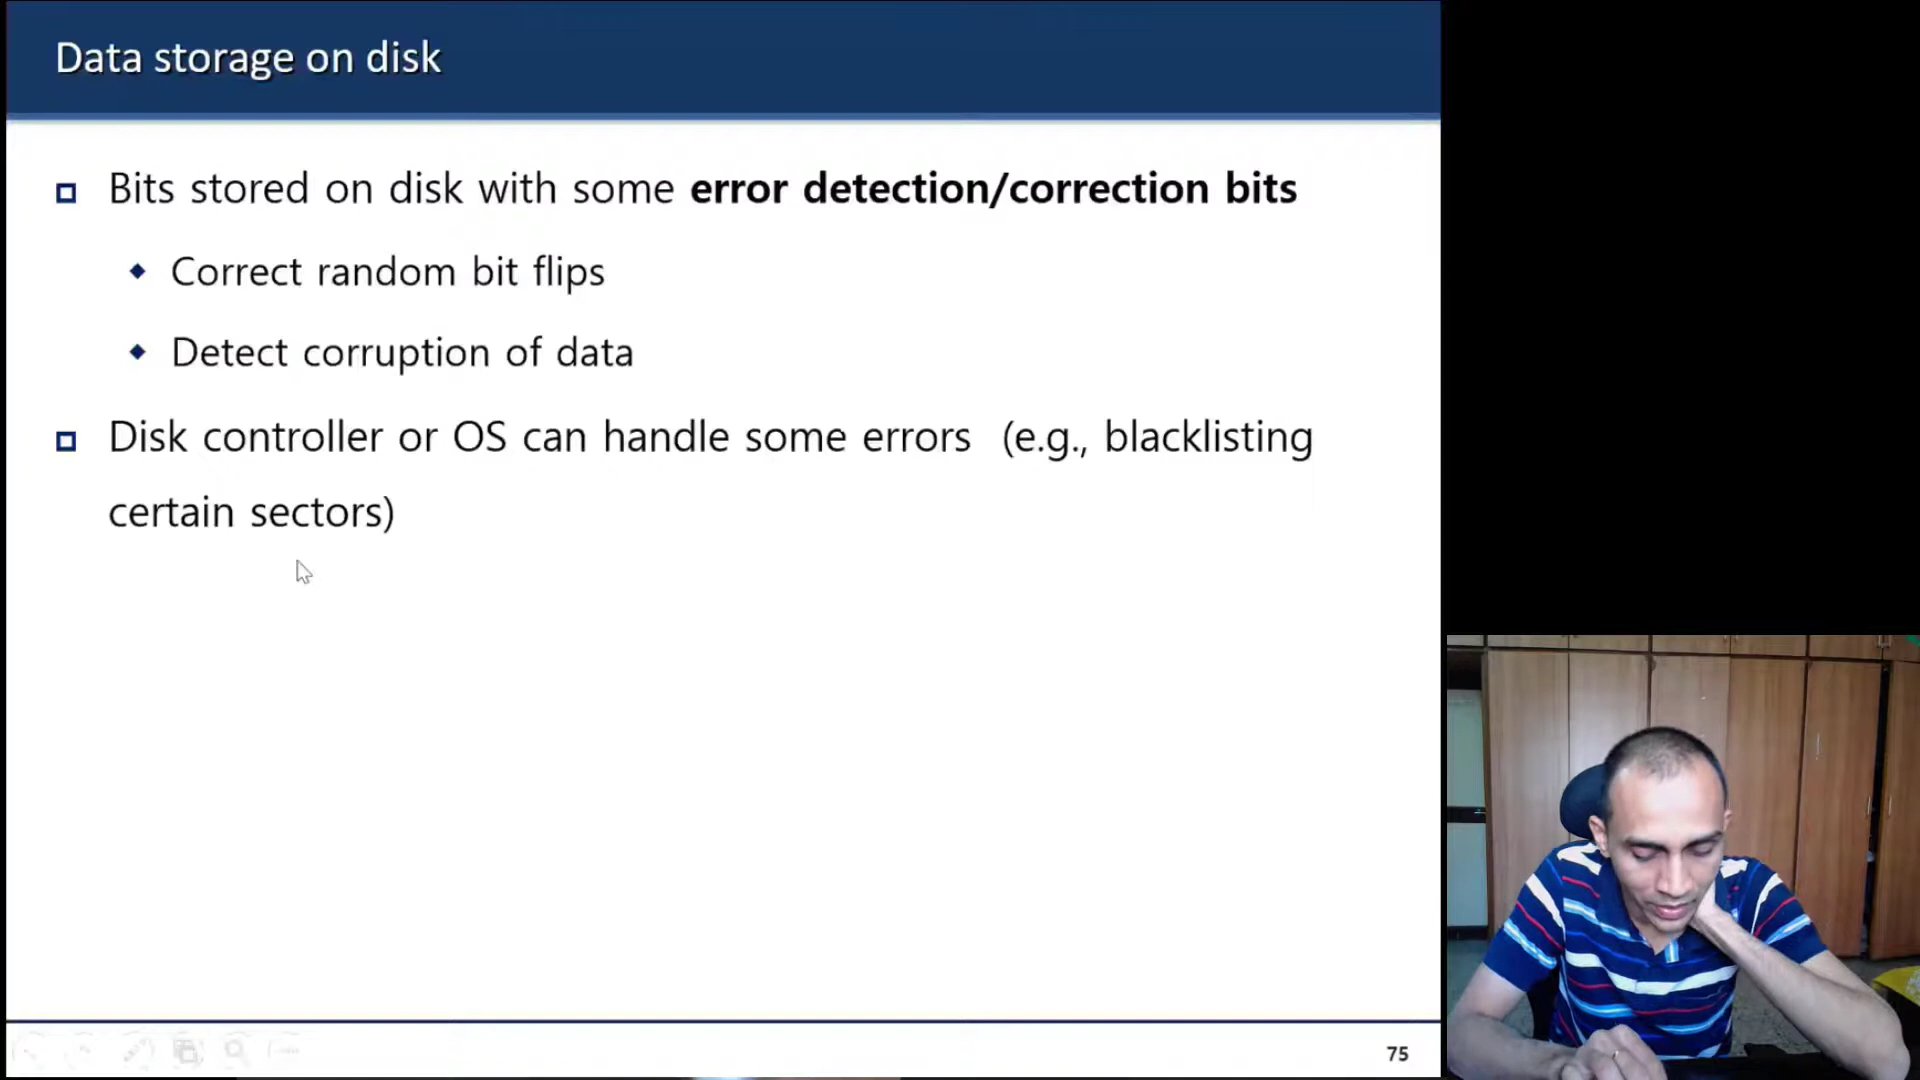 Data storage on disk
Bits stored on disk with some error detection/correction bits
Correct random bit flips
Detect corruption of data
Disk controller or OS can handle some errors (e.g., blacklisting
certain sectors)
75